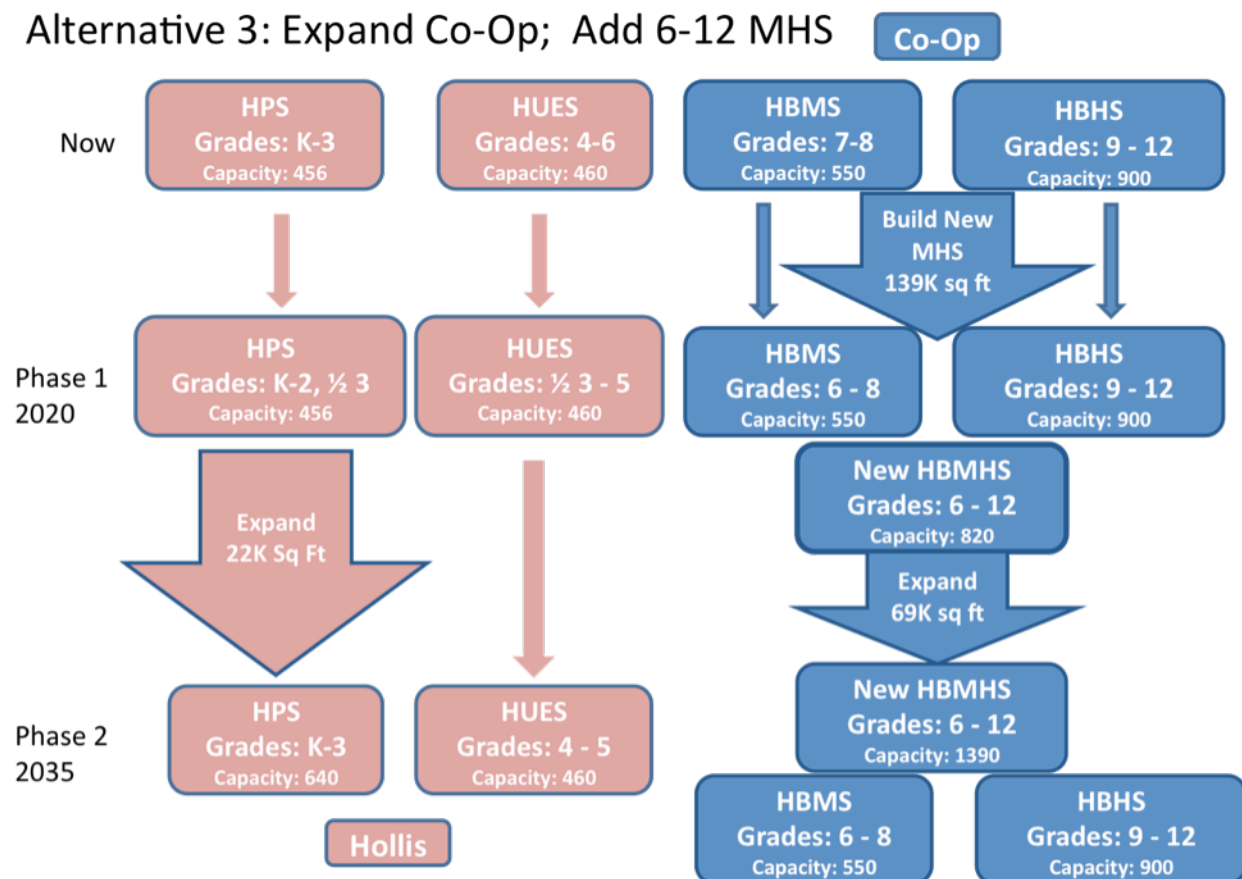 Alternative 3: Expand Co-Op; Add 6-12 MHS
Co-Op
Now
HPS
Grades: K-3
Capacity: 456
HUES
Grades: 4-6
Capacity: 460
HBMS
Grades: 7-8
Capacity: 550
HBHS
Grades: 9 - 12
Capacity: 900
Build New
MHS
139K sq ft
Phase 1
2020
HPS
Grades: K-2, ½ 3
Capacity: 456
HUES
Grades: ½ 3 - 5
Capacity: 460
HBMS
Grades: 6 - 8
Capacity: 550
HBHS
Grades: 9 - 12
Capacity: 900
New HBMHS
Grades: 6 - 12
Capacity: 820
Expand
22K Sq Ft
Expand
69K sq ft
Phase 2
2035
HPS
Grades: K-3
Capacity: 640
HUES
Grades: 4 - 5
Capacity: 460
New HBMHS
Grades: 6 - 12
Capacity: 1390
HBMS
Grades: 6 - 8
Capacity: 550
HBHS
Grades: 9 - 12
Capacity: 900
Hollis